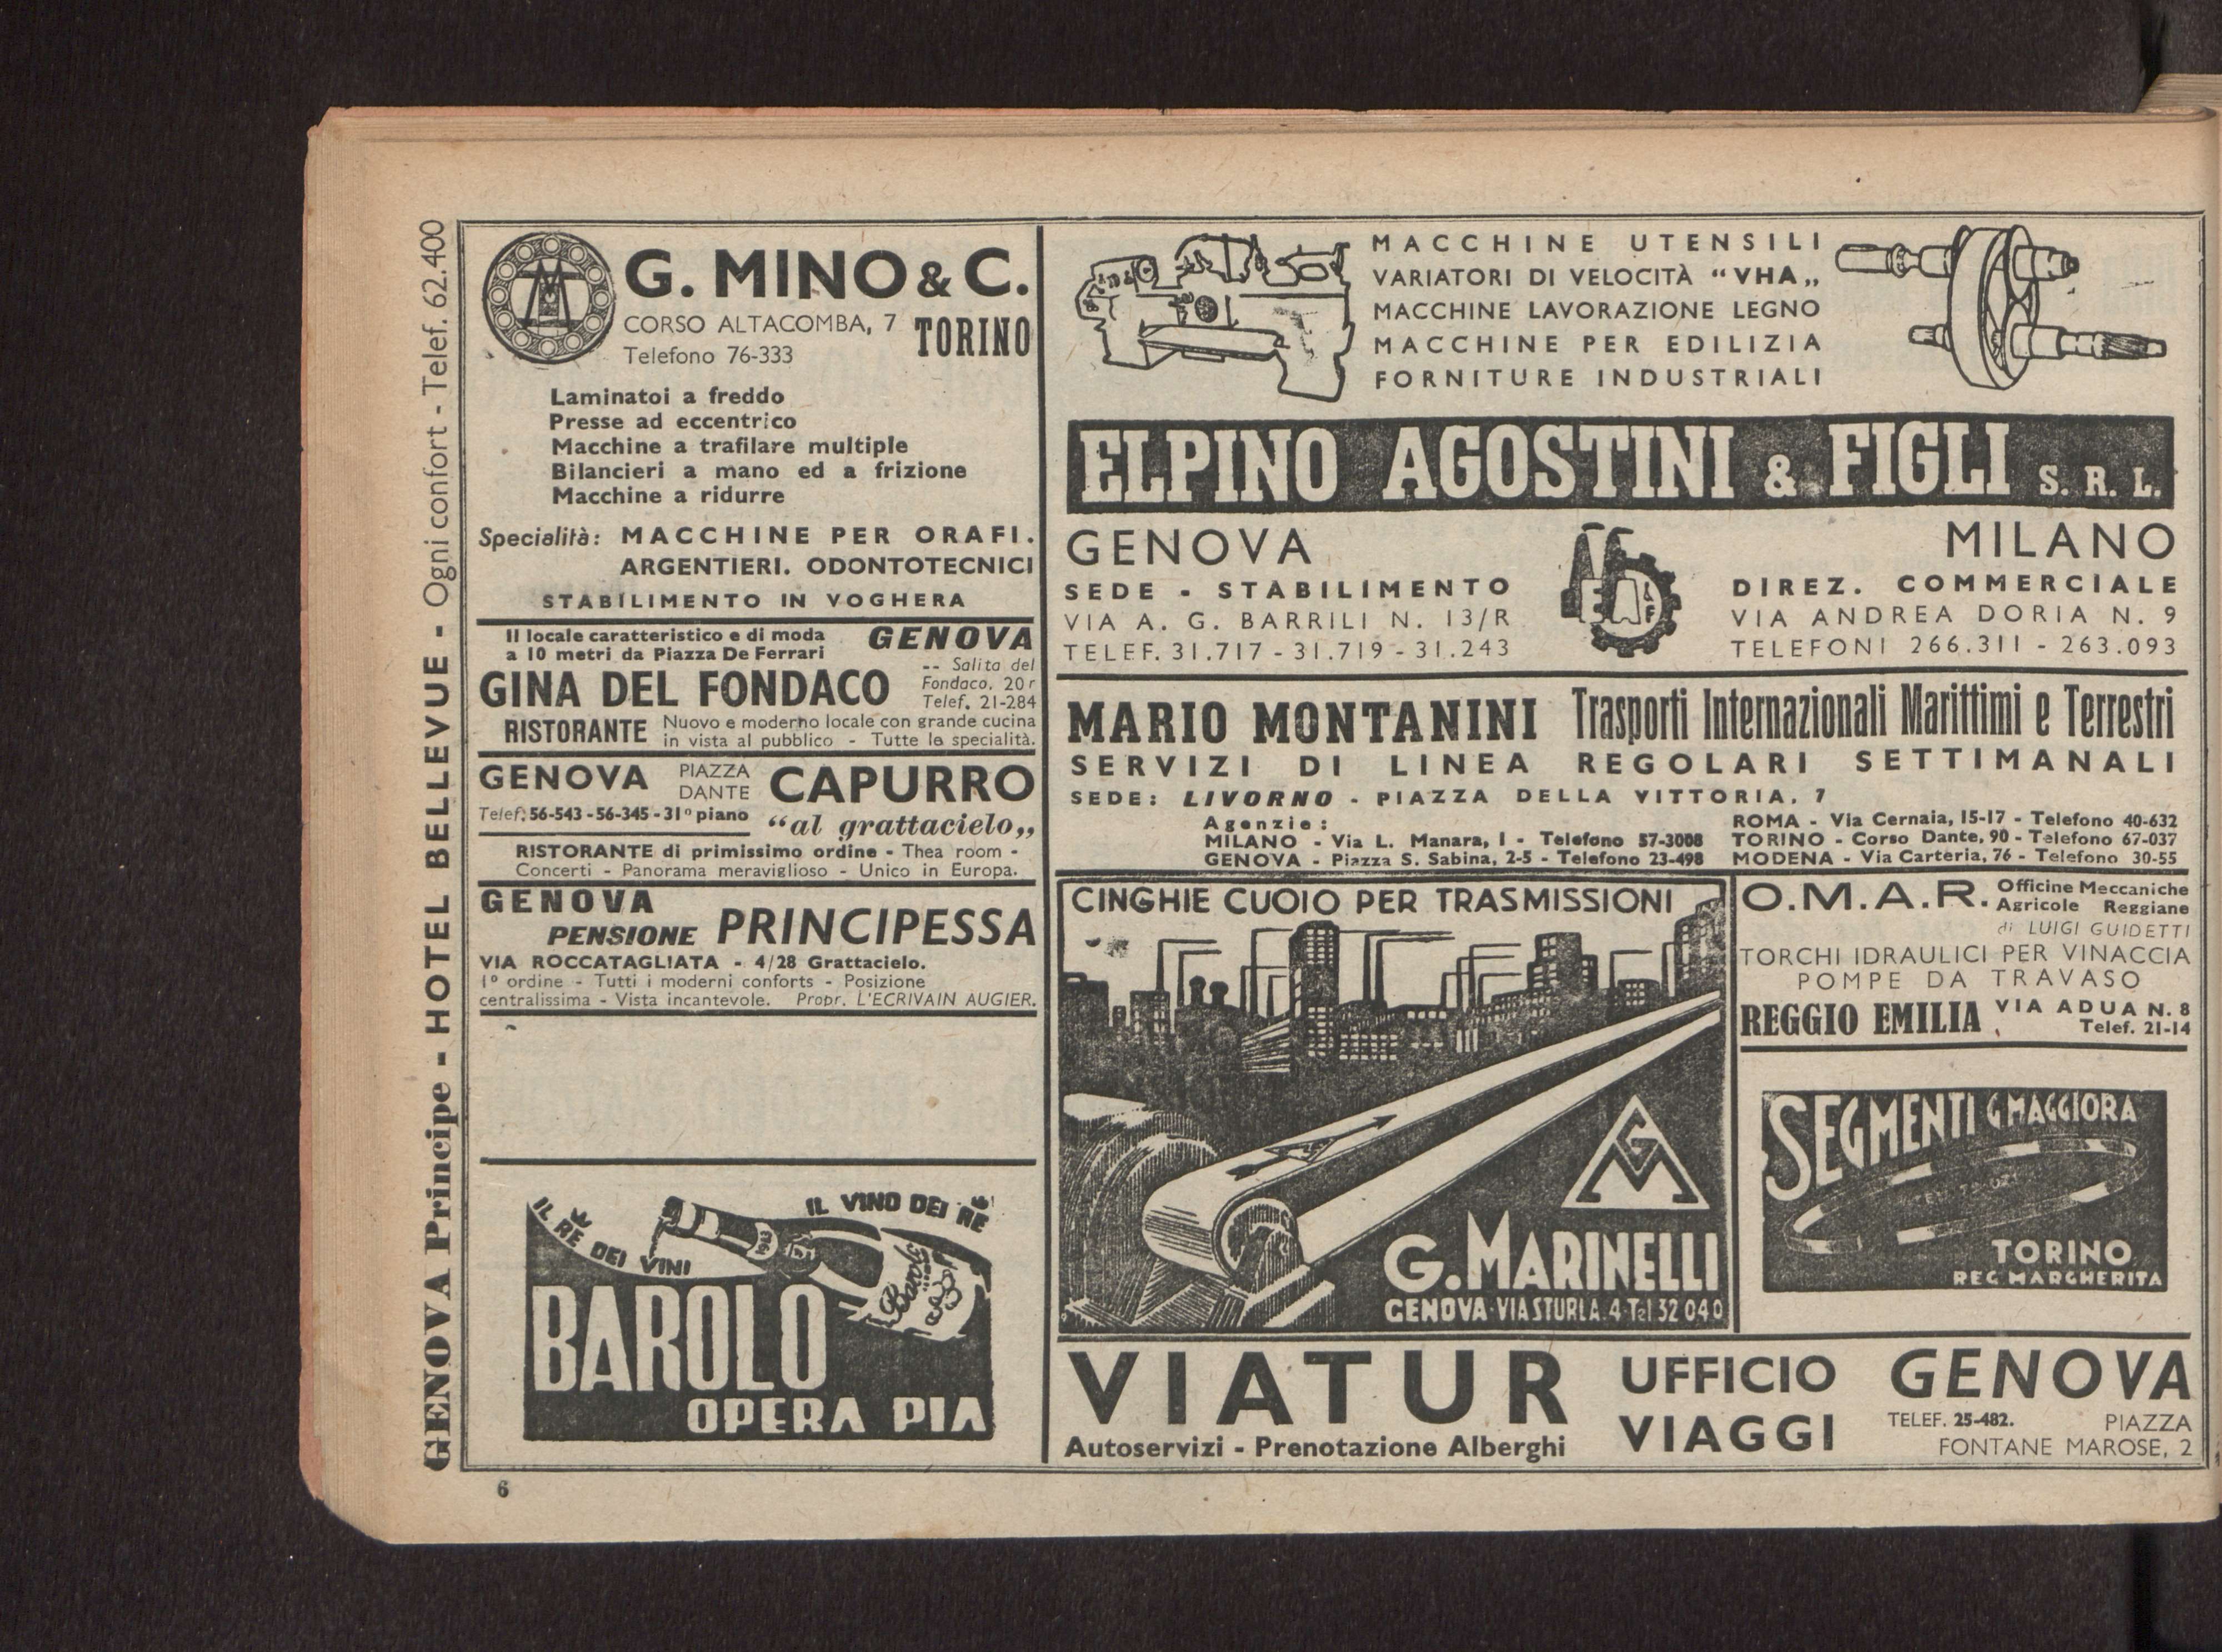 GENOVA Principe - HOTEL BELLEVUE - Ogni confort - Telef. 62.400
G. MINO & C.
CORSO ALTACOMBA, 7 TORINO
Telefono 76-333
Laminatoi a freddo
Presse ad eccentrico
Macchine a trafilare multiple
Bilancieri a mano ed a frizione
Macchine a ridurre
Specialità: MACCHINE PER ORAFI.
ARGENTIERI. ODONTOTECNICI
STABILIMENTO IN VOGHERA
Il locale caratteristico e di moda
a 10 metri da Piazza De Ferrari
GENOVA
-- Salita del
Fondaco, 20 r
Telef. 21-284
GINA DEL FONDACO
RISTORANTE
Nuovo e moderno locale con grande cucina
in vista al pubblico - Tutte le specialità.
GENOVA PIAZZA DANTE CAPURRO
Telef: 56-543 - 56-345 - 31º piano
“al grattacielo„
RISTORANTE di primissimo ordine - Thea room -
Concerti - Panorama meraviglioso - Unico in Europa.
GENOVA
PENSIONE PRINCIPESSA
VIA ROCCATAGLIATA - 4/28 Grattacielo.
1º ordine - Tutti i moderni conforts - Posizione
centralissima - Vista incantevole. Propr. L'ECRIVAIN AUGIER.
IL RE DEI VINI
IL VINO DEI RE
1943
Barolo
BAROLO
OPERA PIA
6
MACCHINE UTENSILI
VARIATORI DI VELOCITÀ “VHA„
MACCHINE LAVORAZIONE LEGNO
MACCHINE PER EDILIZIA
FORNITURE INDUSTRIALI
ELPINO AGOSTINI & FIGLI S. R. L.
GENOVA
SEDE - STABILIMENTO
VIA A. G. BARRILI N. 13/R
TELEF. 31.717 - 31.719 - 31.243
EAF
MILANO
DIREZ. COMMERCIALE
VIA ANDREA DORIA N. 9
TELEFONI 266.311 - 263.093
MARIO MONTANINI Trasporti Internazionali Marittimi e Terrestri
SERVIZI DI LINEA REGOLARI SETTIMANALI
SEDE: LIVORNO - PIAZZA DELLA VITTORIA, 7
Agenzie:
MILANO - Via L. Manara, 1 - Telefono 57-3008
GENOVA - Piazza S. Sabina, 2-5 - Telefono 23-498
ROMA - Via Cernaia, 15-17 - Telefono 40-632
TORINO - Corso Dante, 90 - Telefono 67-037
MODENA - Via Carteria, 76 - Telefono 30-55
CINGHIE CUOIO PER TRASMISSIONI
GM
G. MARINELLI
GENOVA · VIA STURLA 4 · Tel 32 040
O.M.A.R. Officine Meccaniche
Agricole Reggiane
di LUIGI GUIDETTI
TORCHI IDRAULICI PER VINACCIA
POMPE DA TRAVASO
REGGIO EMILIA VIA ADUA N. 8
Telef. 21-14
SEGMENTI G MAGGIORA
TORINO
REG MARGHERITA
VIATUR
Autoservizi - Prenotazione Alberghi
UFFICIO
VIAGGI
GENOVA
TELEF. 25-482. PIAZZA
FONTANE MAROSE, 2